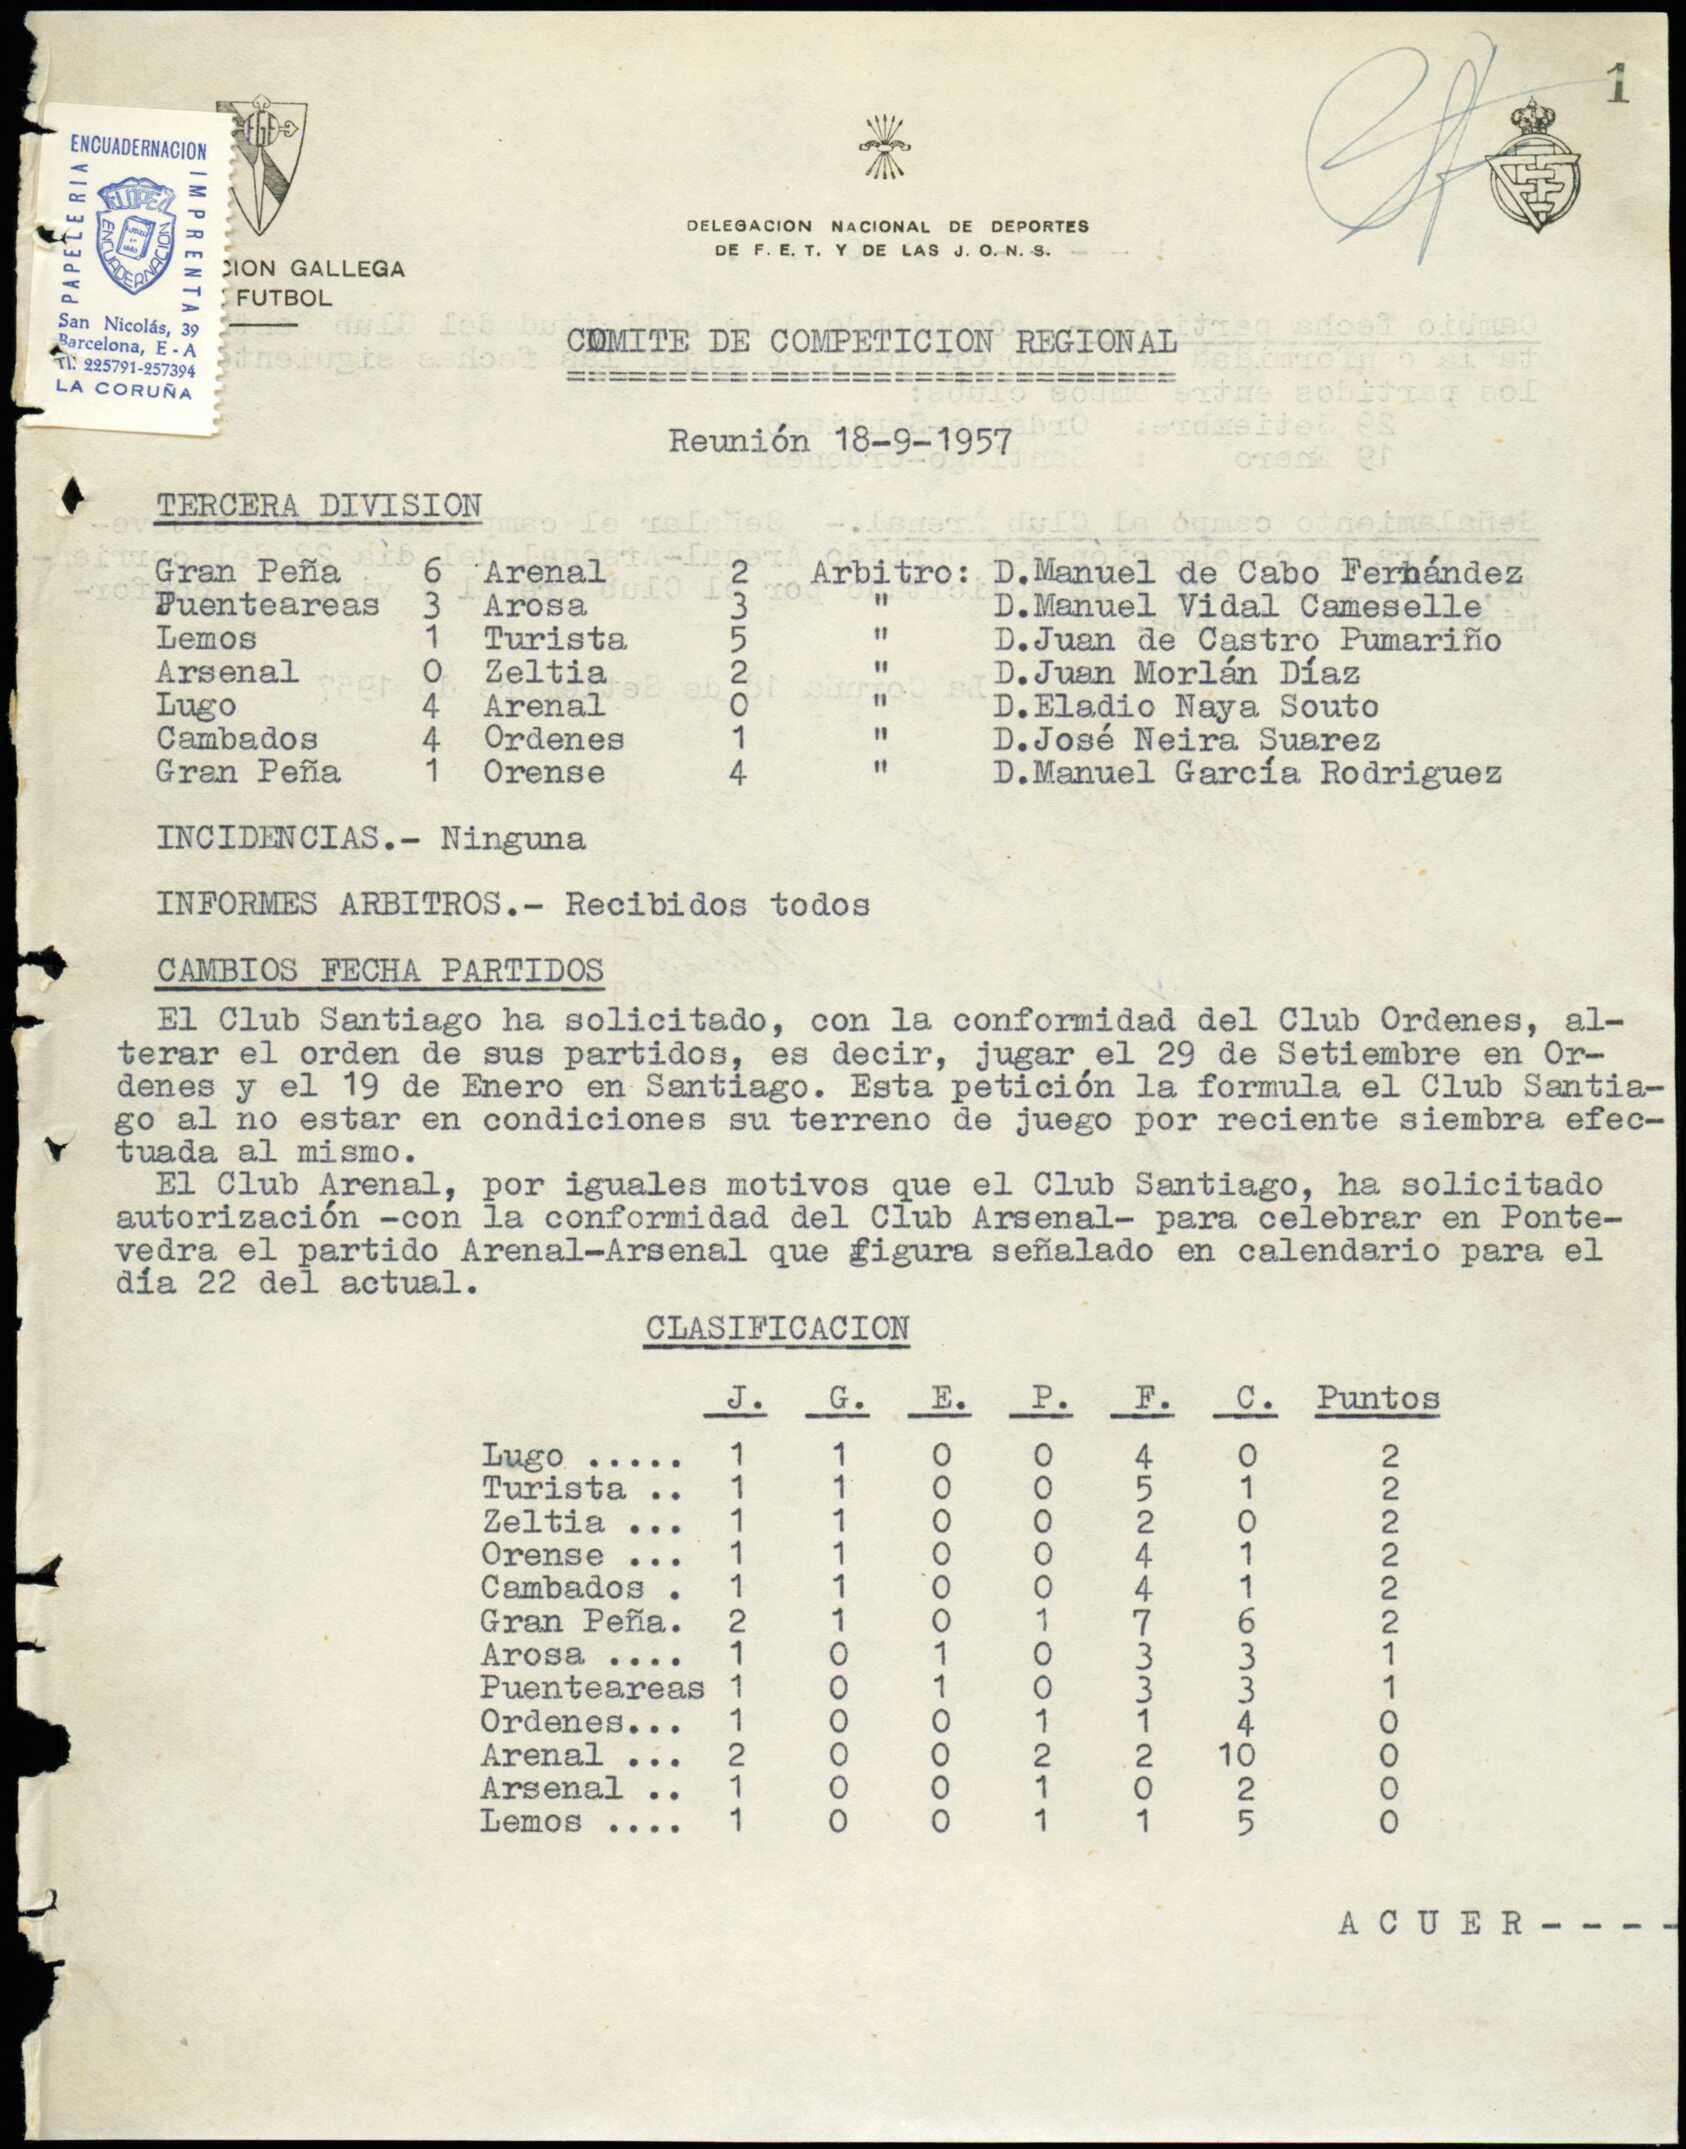 1
ENCUADERNACION
PAPELERIA
IMPRENTA
LOPEZ
ENCUADERNACION
San Nicolás, 39
Barcelona, E - A
Tl. 225791-257394
LA CORUÑA
FGF
CION GALLEGA
FUTBOL
DELEGACION NACIONAL DE DEPORTES
DE F. E. T. Y DE LAS J. O. N. S.
COMITE DE COMPETICION REGIONAL
==============================
Reunión 18-9-1957
TERCERA DIVISION
Gran Peña 6 Arenal 2 Arbitro: D.Manuel de Cabo Fernández
Puenteareas 3 Arosa 3 " D.Manuel Vidal Cameselle
Lemos 1 Turista 5 " D.Juan de Castro Pumariño
Arsenal 0 Zeltia 2 " D.Juan Morlán Díaz
Lugo 4 Arenal 0 " D.Eladio Naya Souto
Cambados 4 Ordenes 1 " D.José Neira Suarez
Gran Peña 1 Orense 4 " D.Manuel García Rodriguez
INCIDENCIAS.- Ninguna
INFORMES ARBITROS.- Recibidos todos
CAMBIOS FECHA PARTIDOS
El Club Santiago ha solicitado, con la conformidad del Club Ordenes, al-
terar el orden de sus partidos, es decir, jugar el 29 de Setiembre en Or-
denes y el 19 de Enero en Santiago. Esta petición la formula el Club Santia-
go al no estar en condiciones su terreno de juego por reciente siembra efec-
tuada al mismo.
El Club Arenal, por iguales motivos que el Club Santiago, ha solicitado
autorización -con la conformidad del Club Arsenal- para celebrar en Ponte-
vedra el partido Arenal-Arsenal que figura señalado en calendario para el
día 22 del actual.
CLASIFICACION
J. G. E. P. F. C. Puntos
Lugo ..... 1 1 0 0 4 0 2
Turista .. 1 1 0 0 5 1 2
Zeltia ... 1 1 0 0 2 0 2
Orense ... 1 1 0 0 4 1 2
Cambados . 1 1 0 0 4 1 2
Gran Peña. 2 1 0 1 7 6 2
Arosa .... 1 0 1 0 3 3 1
Puenteareas 1 0 1 0 3 3 1
Ordenes... 1 0 0 1 1 4 0
Arenal ... 2 0 0 2 2 10 0
Arsenal .. 1 0 0 1 0 2 0
Lemos .... 1 0 0 1 1 5 0
A C U E R - - - -